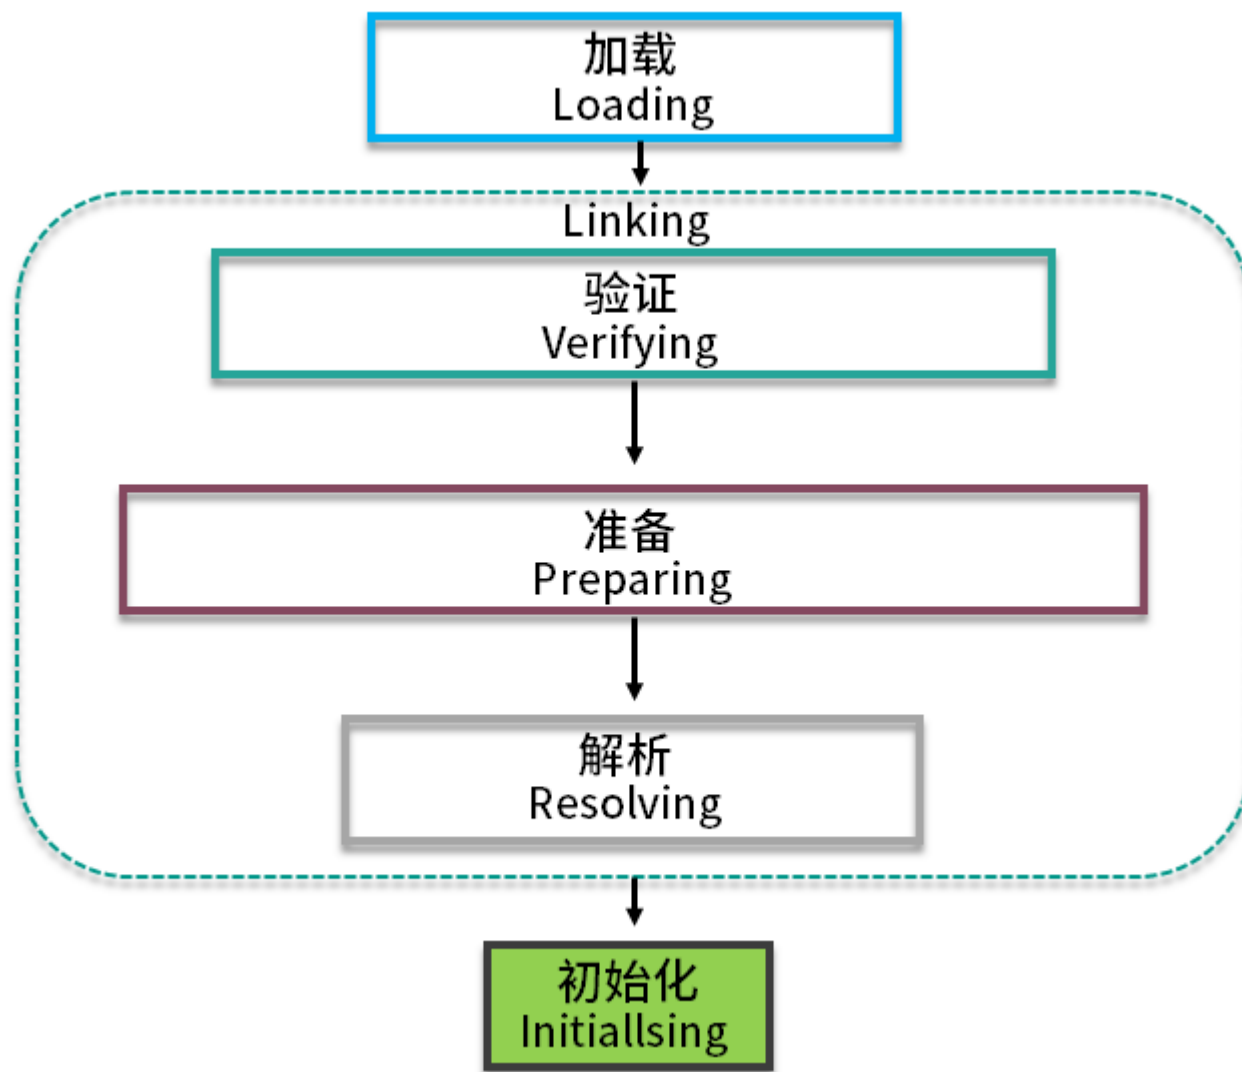 加载
Loading
Linking
验证
Verifying
准备
Preparing
解析
Resolving
初始化
Initiallsing